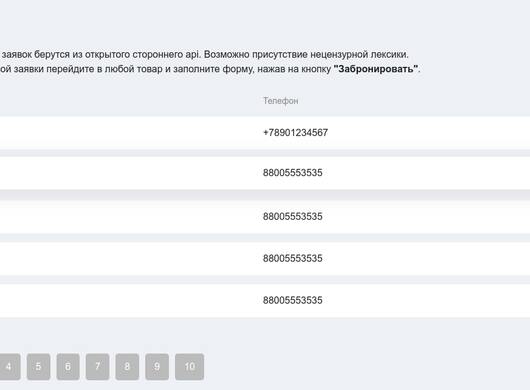 заявок берутся из открытого стороннего api. Возможно присутствие нецензурной лексики.
ой заявки перейдите в любой товар и заполните форму, нажав на кнопку "Забронировать".
Телефон
+78901234567
88005553535
88005553535
88005553535
88005553535
4 5 6 7 8 9 10